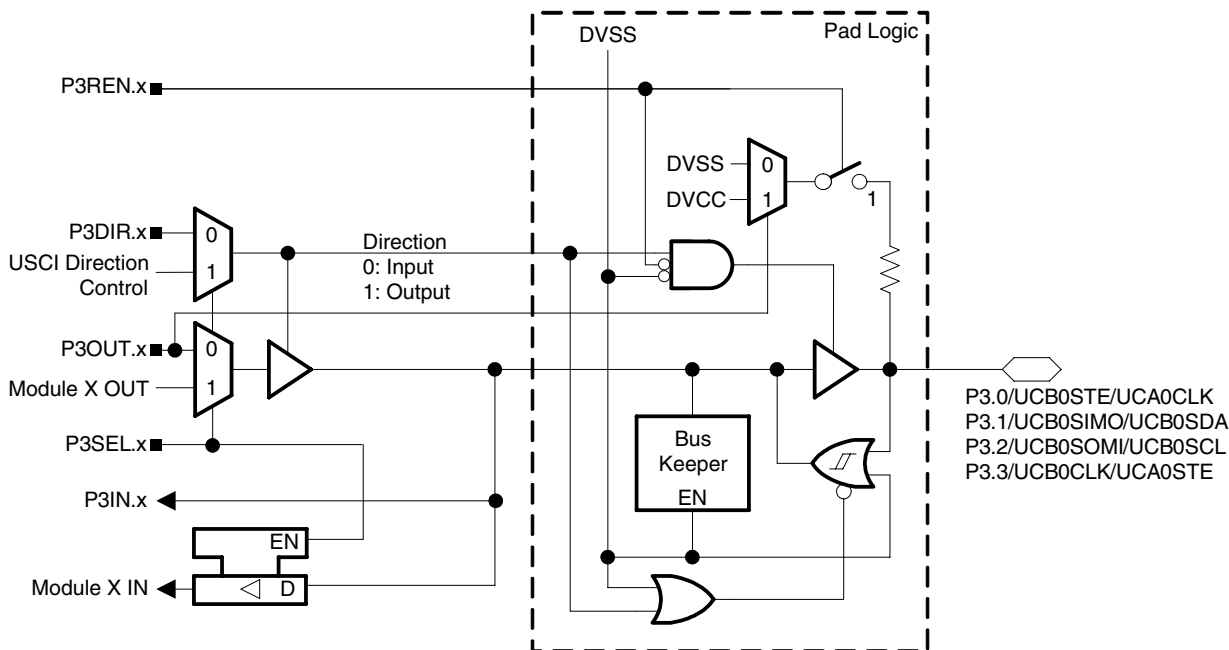 DVSS
Pad Logic
P3REN.x
DVSS
0
DVCC
1
1
P3DIR.x
0
USCI Direction
Control
1
Direction
0: Input
1: Output
P3OUT.x
0
Module X OUT
1
P3SEL.x
P3IN.x
EN
D
Module X IN
Bus
Keeper
EN
P3.0/UCB0STE/UCA0CLK
P3.1/UCB0SIMO/UCB0SDA
P3.2/UCB0SOMI/UCB0SCL
P3.3/UCB0CLK/UCA0STE